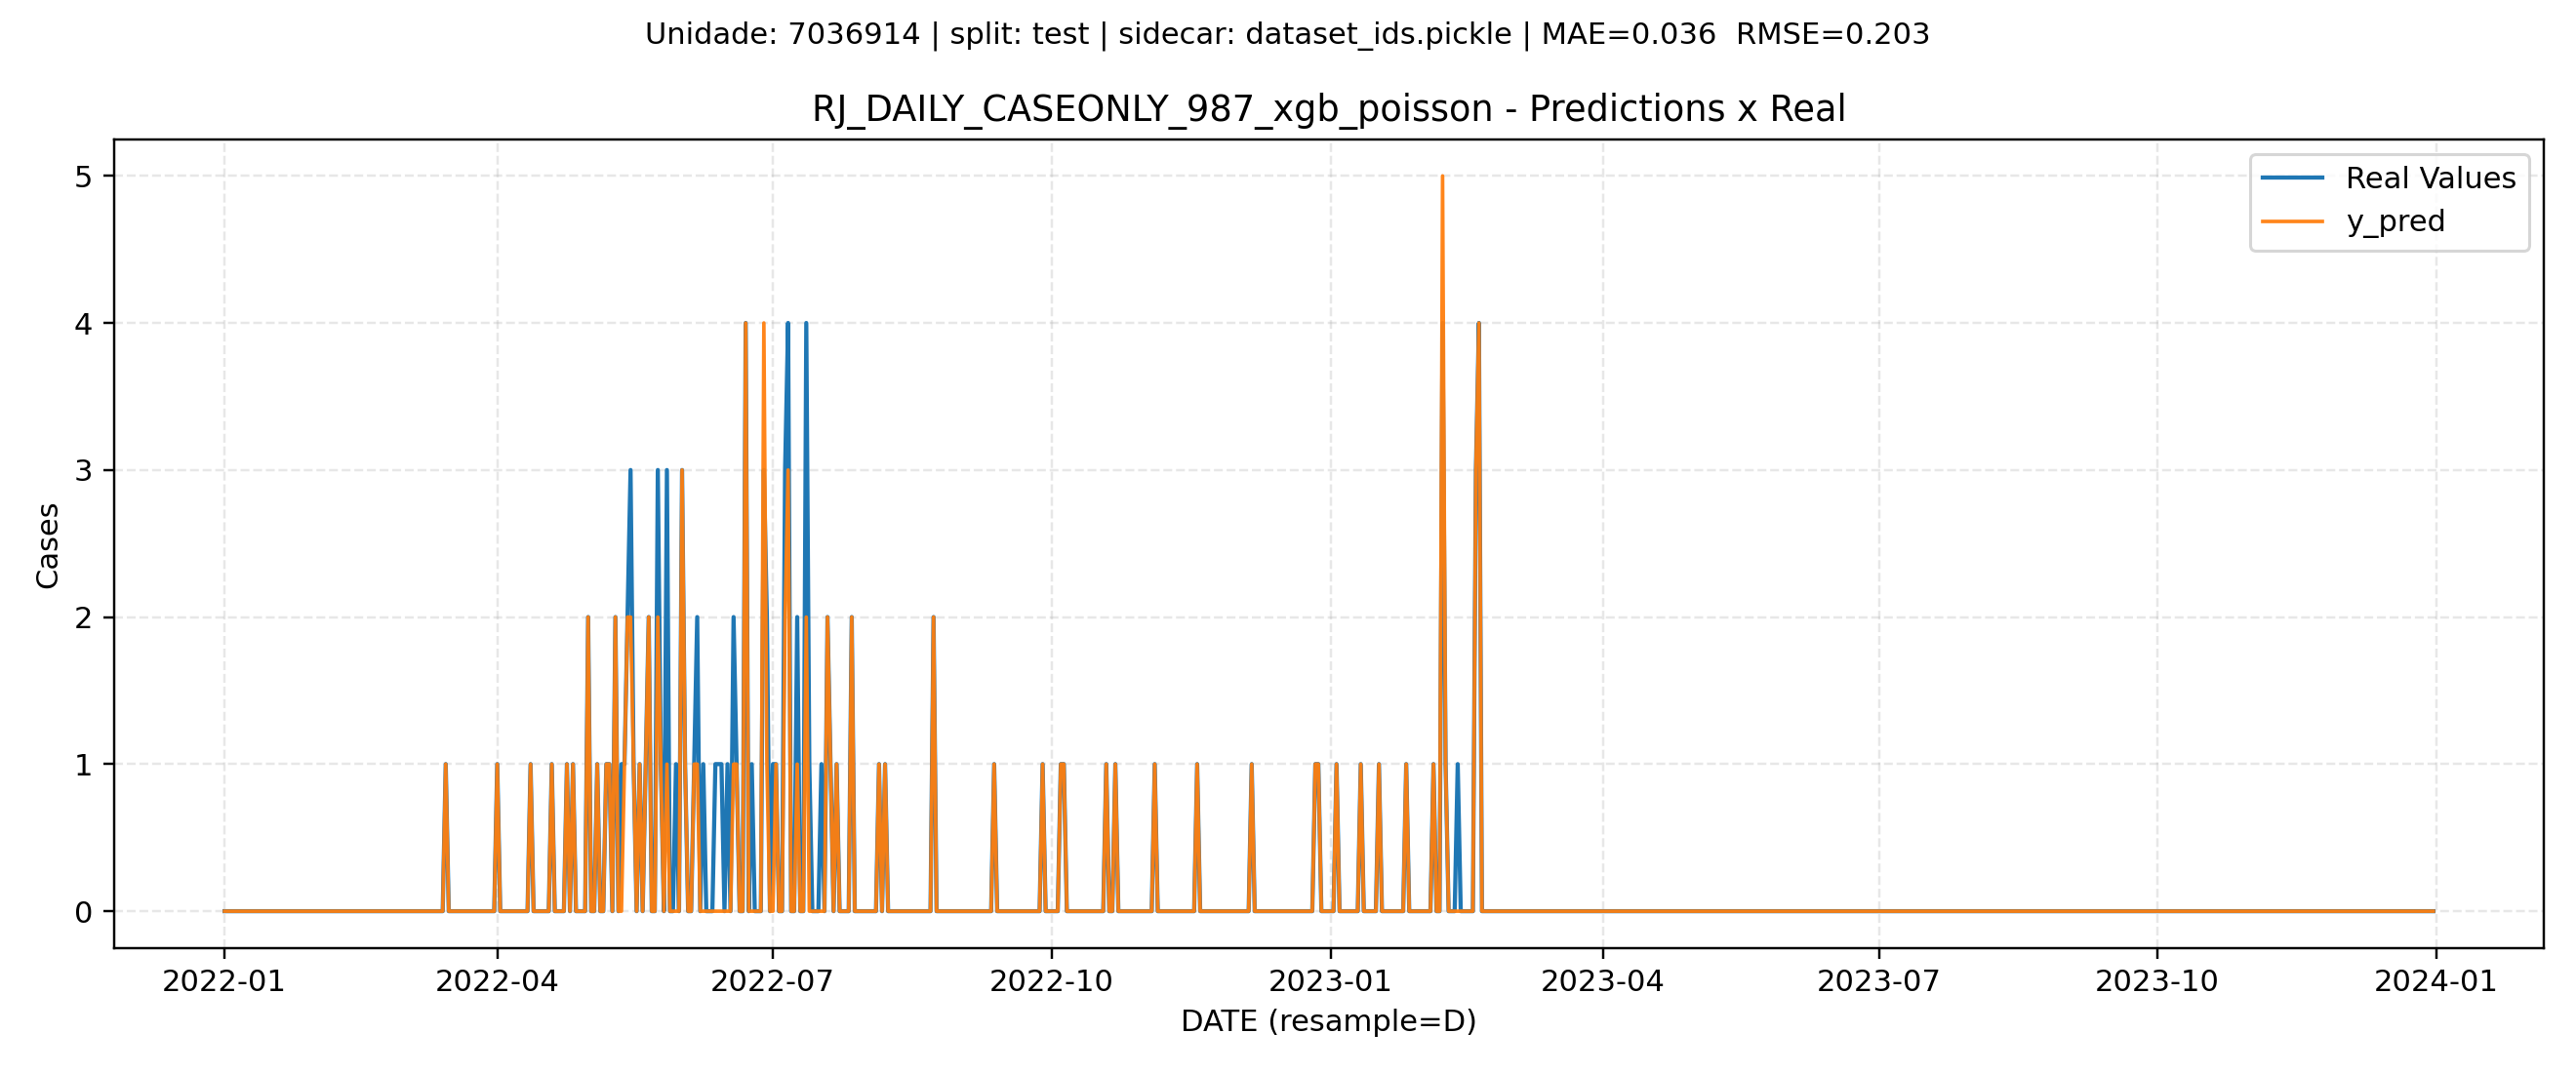 Unidade: 7036914 | split: test | sidecar: dataset_ids.pickle | MAE=0.036  RMSE=0.203
RJ_DAILY_CASEONLY_987_xgb_poisson - Predictions x Real
Real Values
y_pred
5
4
3
2
1
0
Cases
2022-01
2022-04
2022-07
2022-10
2023-01
2023-04
2023-07
2023-10
2024-01
DATE (resample=D)